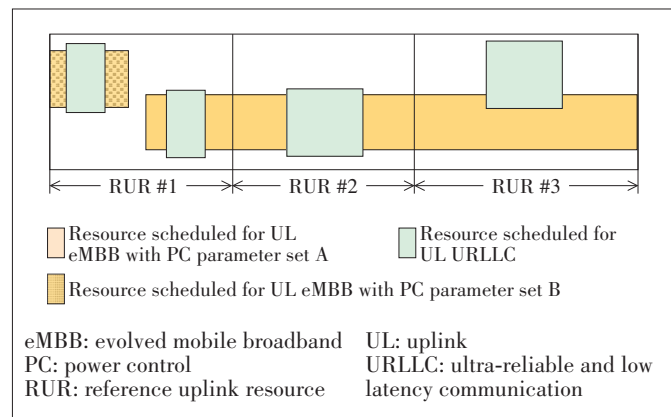 RUR #1 RUR #2 RUR #3
Resource scheduled for UL
eMBB with PC parameter set A
Resource scheduled for
UL URLLC
Resource scheduled for UL eMBB with PC parameter set B
eMBB: evolved mobile broadband
PC: power control
RUR: reference uplink resource
UL: uplink
URLLC: ultra-reliable and low
latency communication